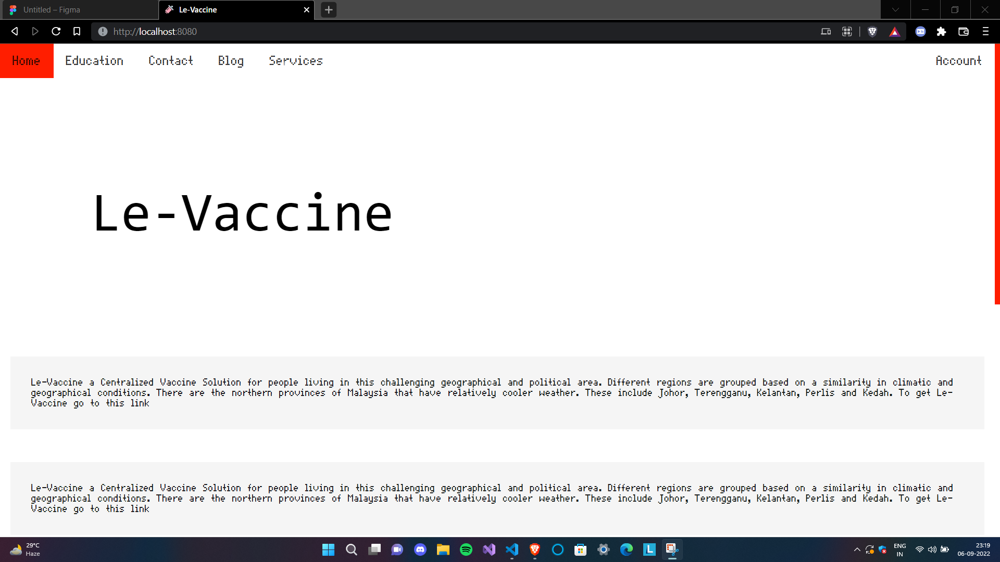 Untitled – Figma
Le-Vaccine
http://localhost:8080
Home Education Contact Blog Services Account
Le-Vaccine
Le-Vaccine a Centralized Vaccine Solution for people living in this challenging geographical and political area. Different regions are grouped based on a similarity in climatic and
geographical conditions. There are the northern provinces of Malaysia that have relatively cooler weather. These include Johor, Terengganu, Kelantan, Perlis and Kedah. To get Le-
Vaccine go to this link
Le-Vaccine a Centralized Vaccine Solution for people living in this challenging geographical and political area. Different regions are grouped based on a similarity in climatic and
geographical conditions. There are the northern provinces of Malaysia that have relatively cooler weather. These include Johor, Terengganu, Kelantan, Perlis and Kedah. To get Le-
Vaccine go to this link
29°C
Haze
L
ENG
IN
23:19
06-09-2022